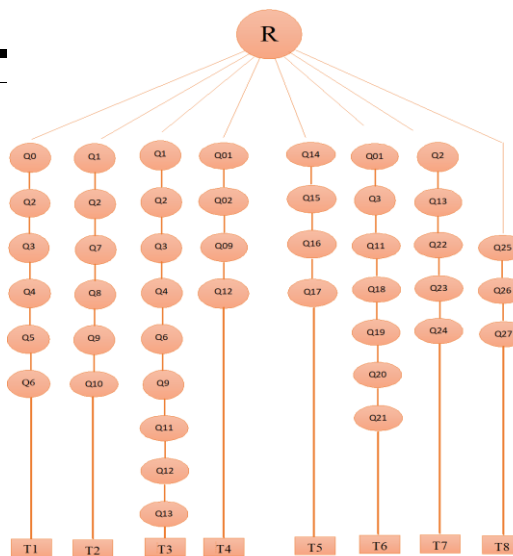 R
Q0 Q1 Q1 Q01 Q14 Q01 Q2
Q2 Q2 Q2 Q02 Q15 Q3 Q13
Q3 Q7 Q3 Q09 Q16 Q11 Q22 Q25
Q4 Q8 Q4 Q12 Q17 Q18 Q23 Q26
Q5 Q9 Q6 Q19 Q24 Q27
Q6 Q10 Q9 Q20
Q11 Q21
Q12
Q13
T1 T2 T3 T4 T5 T6 T7 T8